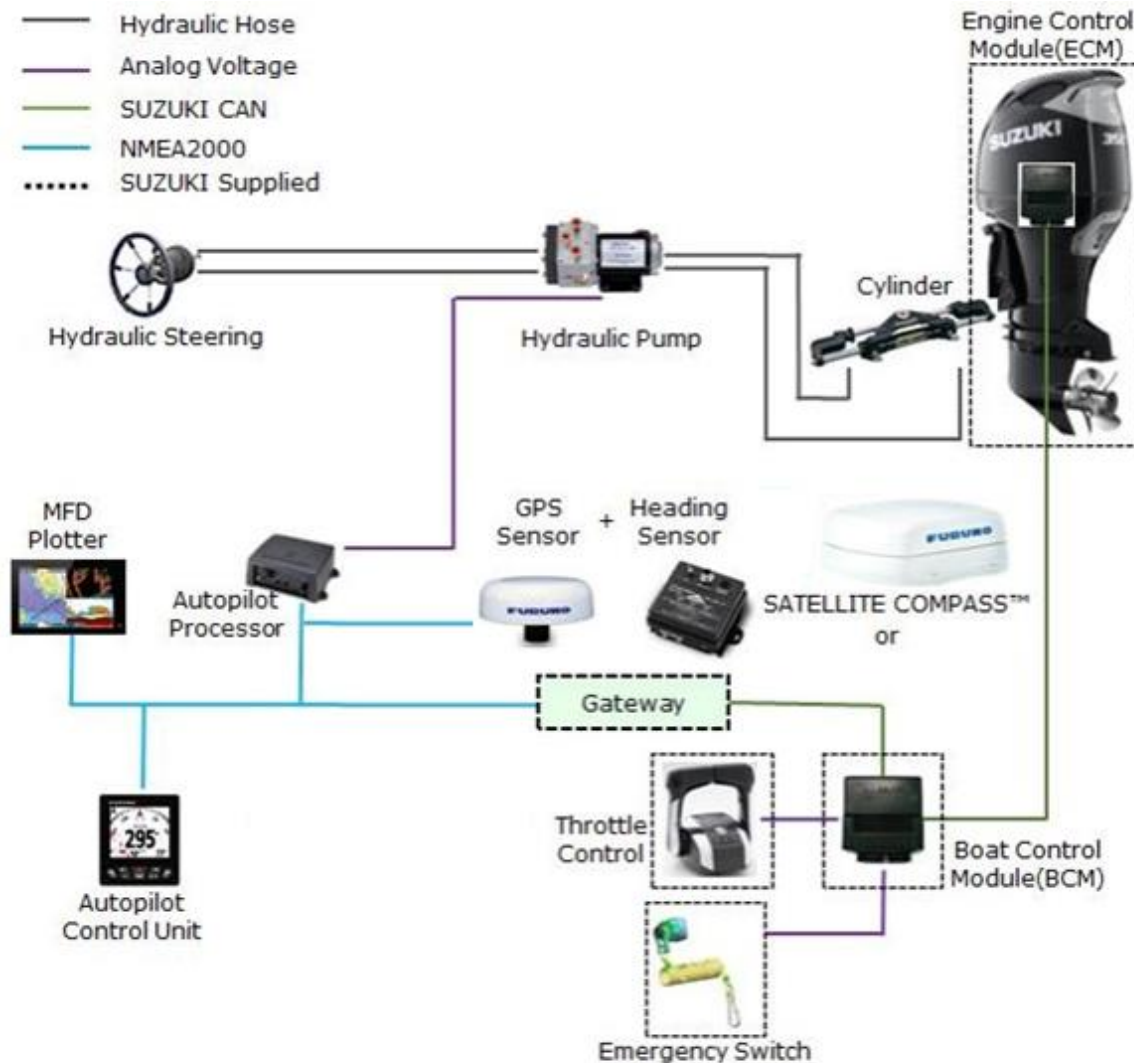 Hydraulic Hose
Analog Voltage
SUZUKI CAN
NMEA2000
SUZUKI Supplied
Engine Control
Module(ECM)
SUZUKI
350
Hydraulic Steering
Hydraulic Pump
Cylinder
MFD
Plotter
Autopilot
Processor
GPS
Sensor
+
Heading
Sensor
FURUNO
FURUNO
SATELLITE COMPASS™
or
Gateway
295
Autopilot
Control Unit
Throttle
Control
Boat Control
Module(BCM)
Emergency Switch